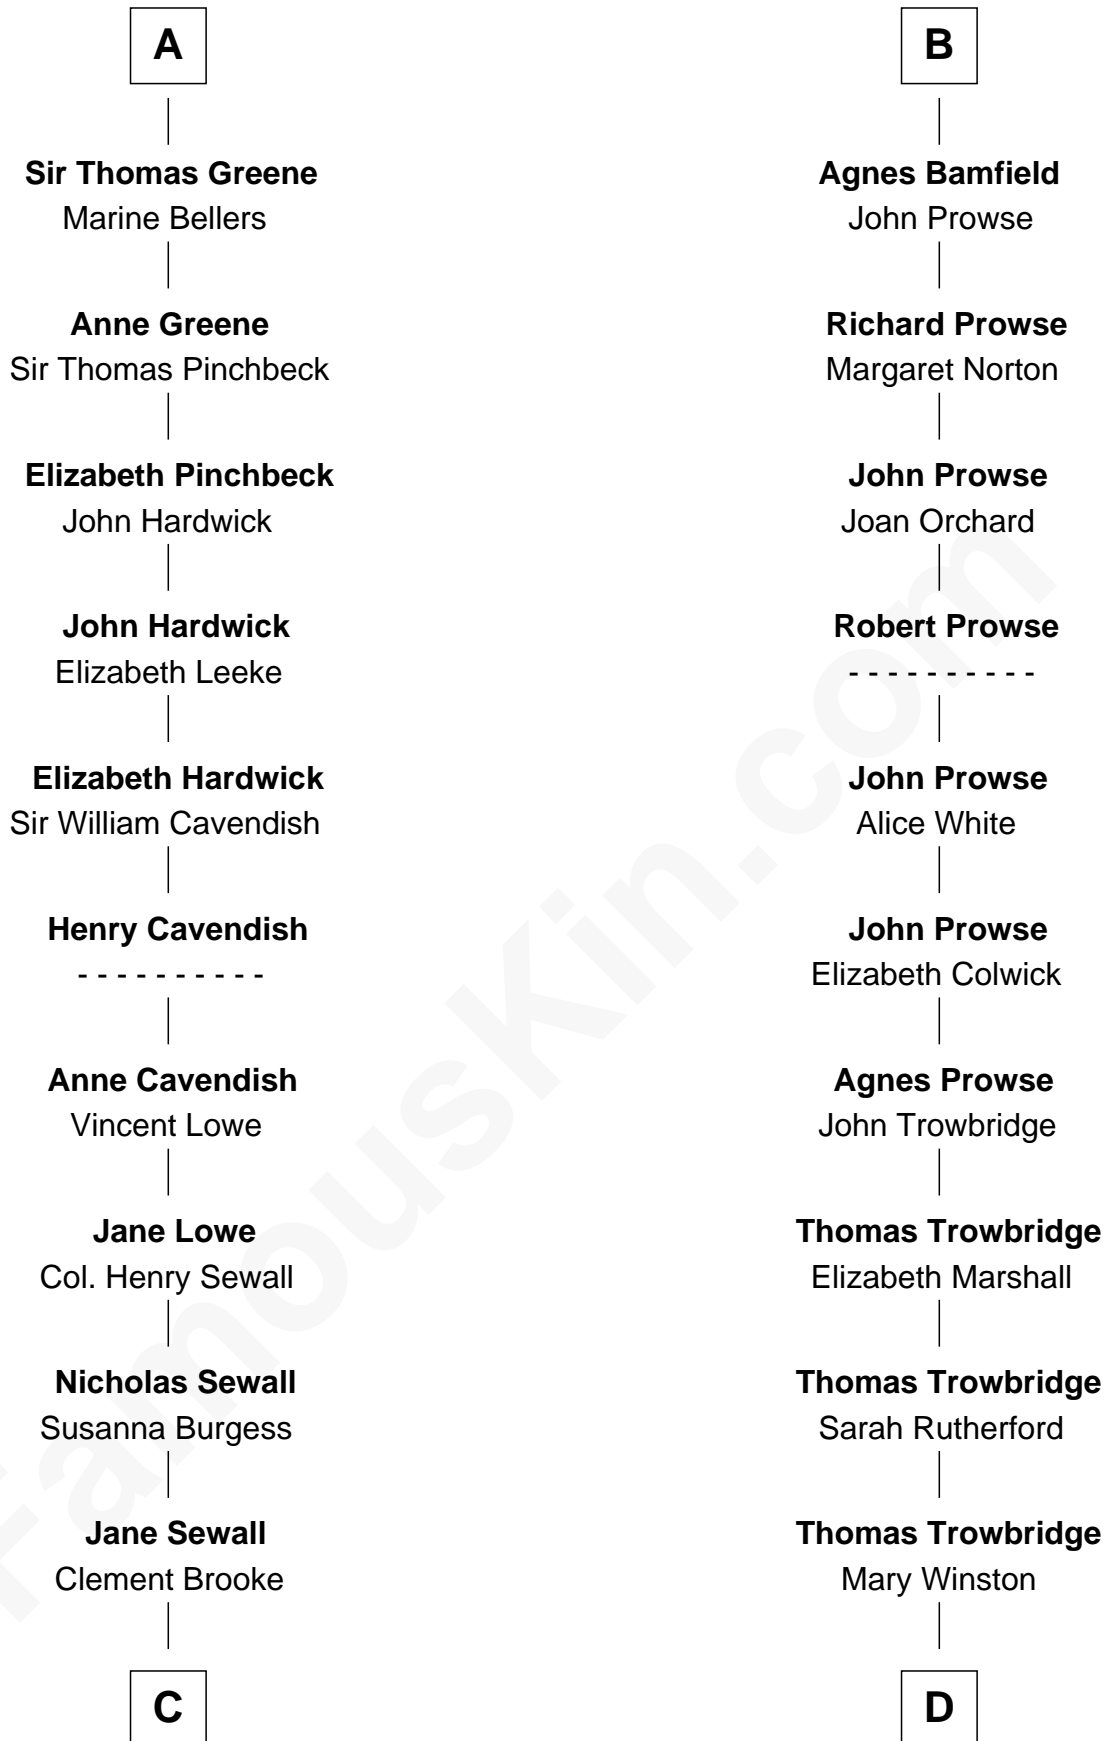 A
Sir Thomas Greene
Marine Bellers
Anne Greene
Sir Thomas Pinchbeck
Elizabeth Pinchbeck
John Hardwick
John Hardwick
Elizabeth Leeke
Elizabeth Hardwick
Sir William Cavendish
Henry Cavendish
- - - - - - - - - -
Anne Cavendish
Vincent Lowe
Jane Lowe
Col. Henry Sewall
Nicholas Sewall
Susanna Burgess
Jane Sewall
Clement Brooke
C
B
Agnes Bamfield
John Prowse
Richard Prowse
Margaret Norton
John Prowse
Joan Orchard
Robert Prowse
- - - - - - - - - -
John Prowse
Alice White
John Prowse
Elizabeth Colwick
Agnes Prowse
John Trowbridge
Thomas Trowbridge
Elizabeth Marshall
Thomas Trowbridge
Sarah Rutherford
Thomas Trowbridge
Mary Winston
D
FamousKin.com